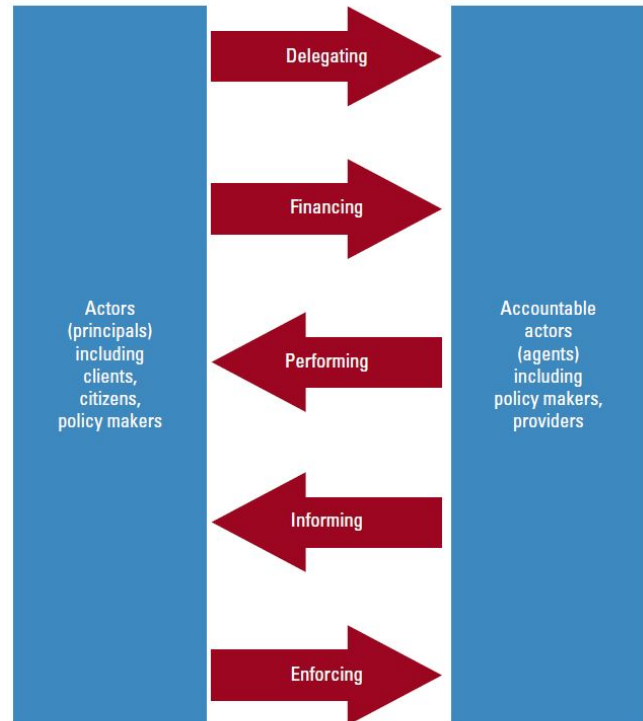 Delegating
Financing
Actors
(principals)
including
clients,
citizens,
policy makers
Performing
Accountable
actors
(agents)
including
policy makers,
providers
Informing
Enforcing